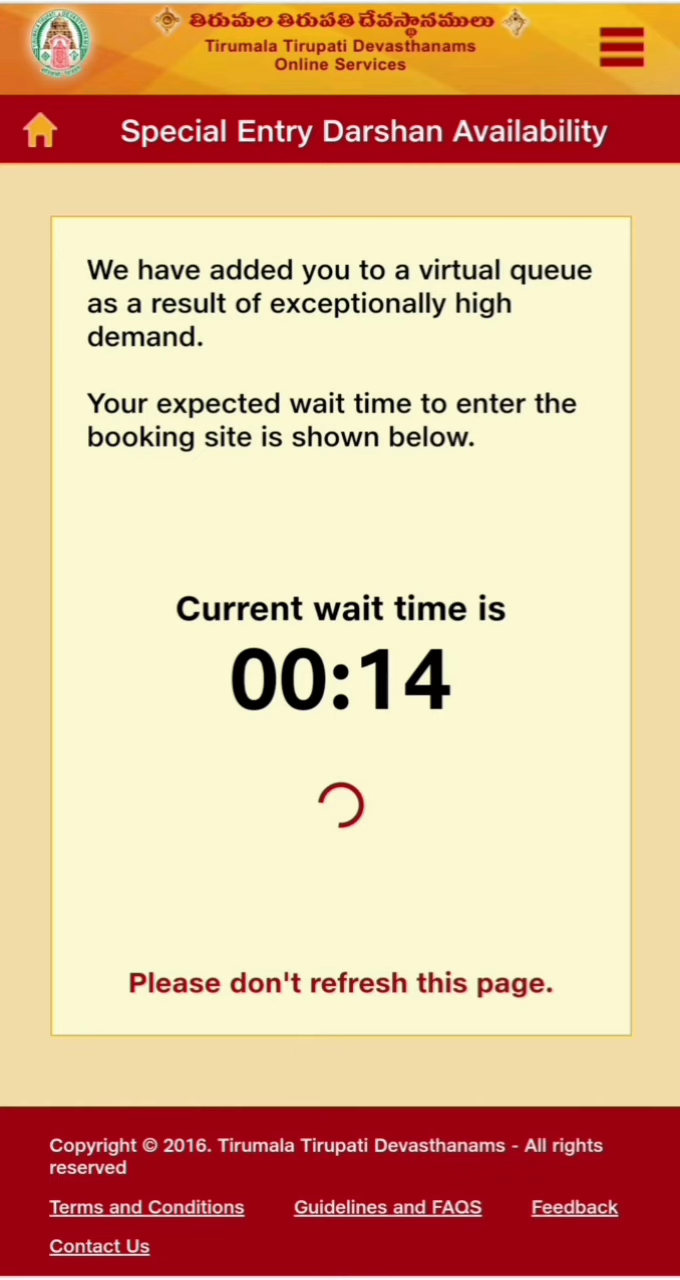 తిరుమల తిరుపతి దేవస్థానములు
Tirumala Tirupati Devasthanams
Online Services
Special Entry Darshan Availability
We have added you to a virtual queue
as a result of exceptionally high
demand.
Your expected wait time to enter the
booking site is shown below.
Current wait time is
00:14
Please don't refresh this page.
Copyright © 2016. Tirumala Tirupati Devasthanams - All rights
reserved
Terms and Conditions Guidelines and FAQS Feedback
Contact Us